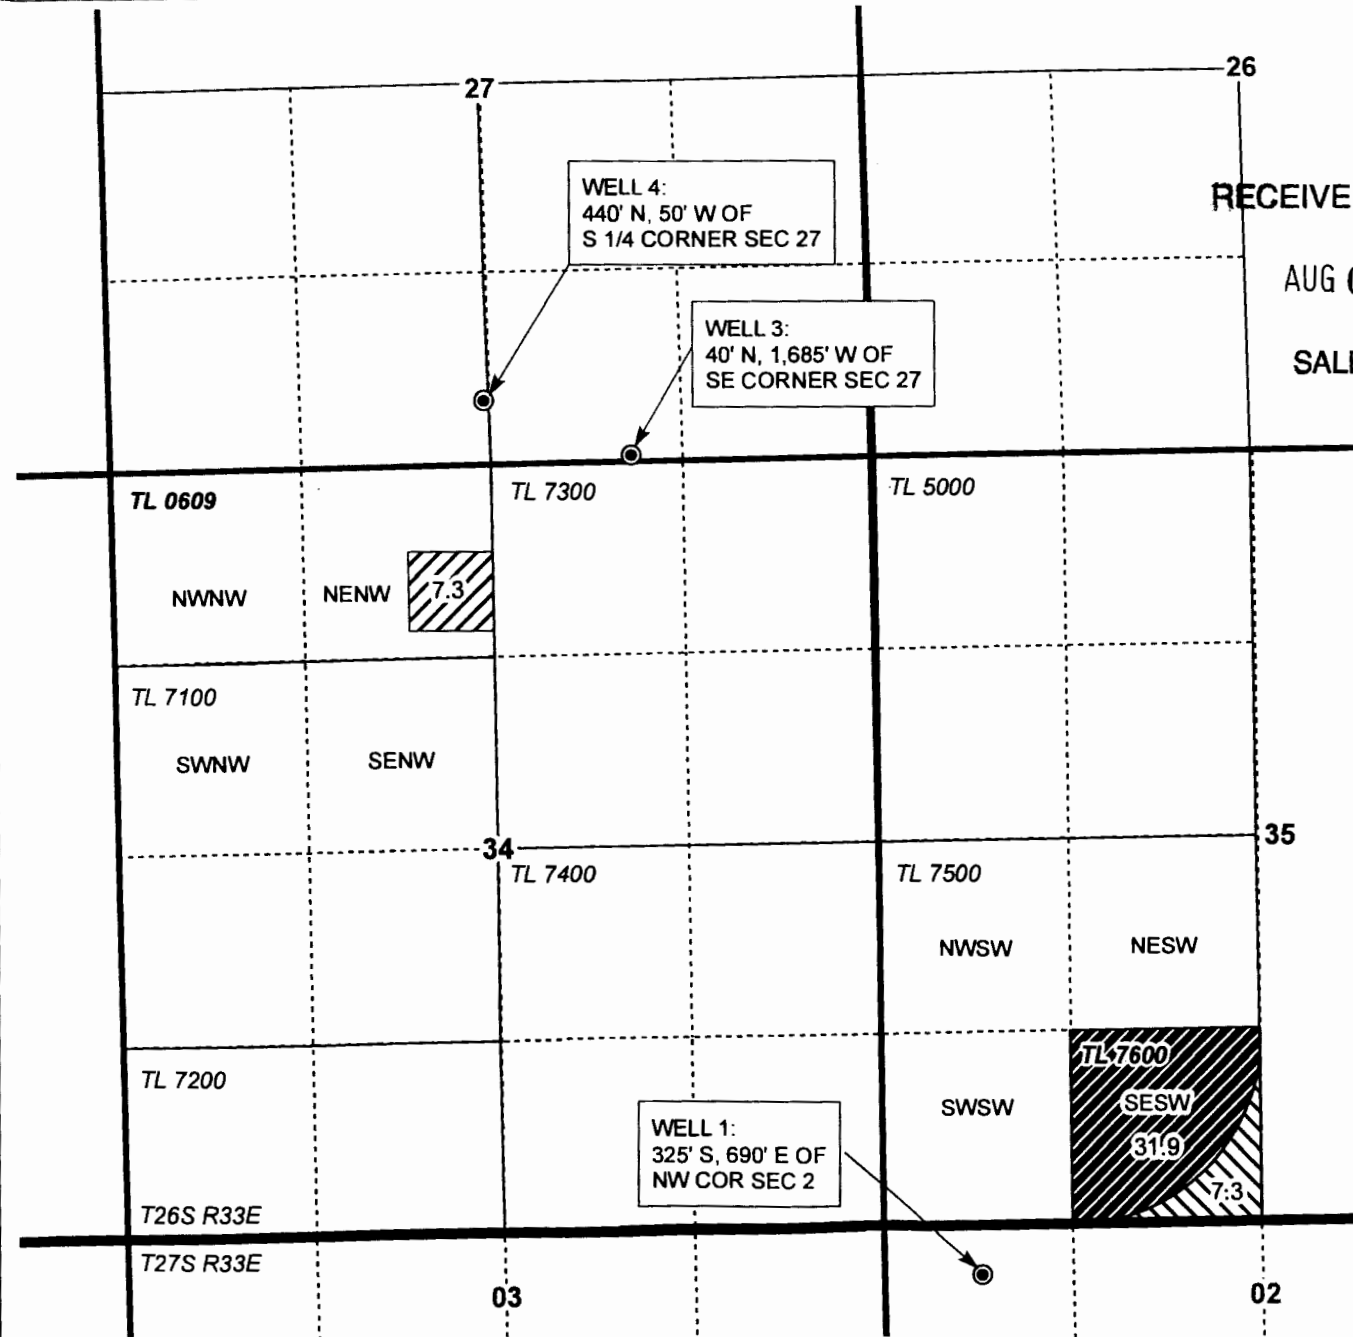 27
26
WELL 4:
440' N, 50' W OF
S 1/4 CORNER SEC 27
RECEIVE
AUG
WELL 3:
40' N, 1,685' W OF
SE CORNER SEC 27
SALE
TL 0609
TL 7300
TL 5000
NWNW
NENW
7.3
TL 7100
SWNW
SENW
34
35
TL 7400
TL 7500
NWSW
NESW
TL 7600
TL 7200
SESW
SWSW
31.9
WELL 1:
325' S, 690' E OF
NW COR SEC 2
7.3
T26S R33E
T27S R33E
03
02